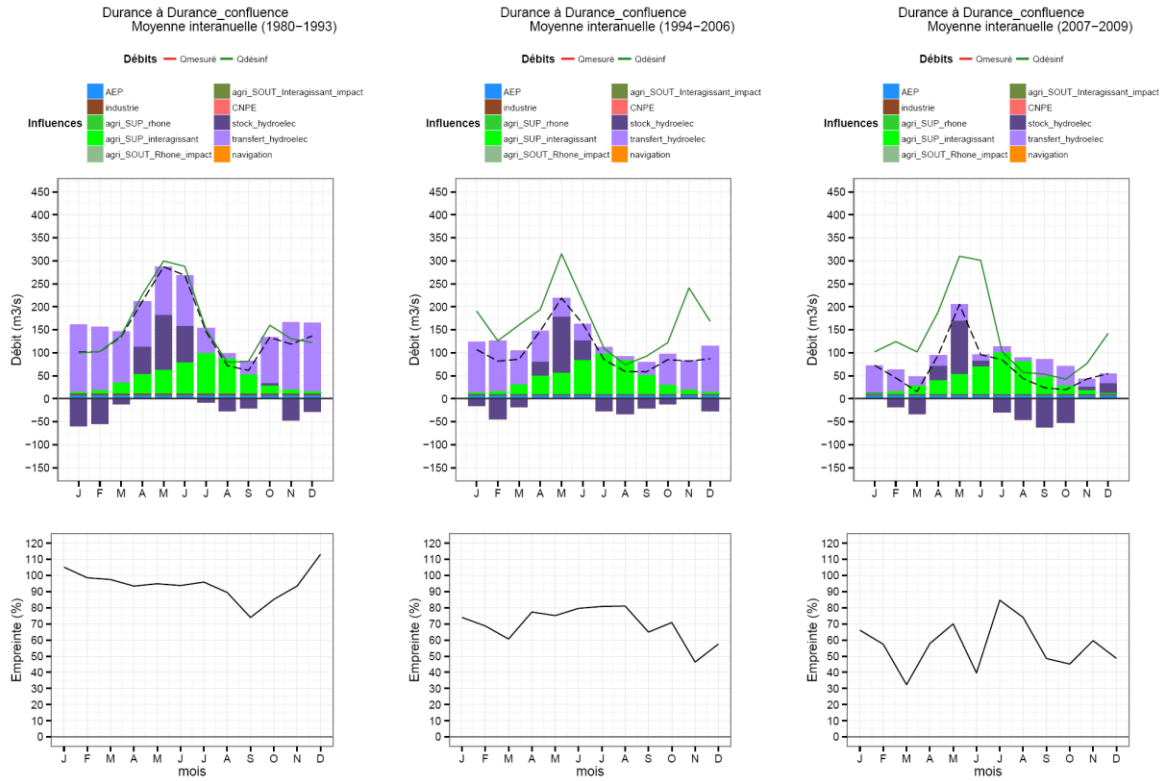 Durance à Durance_confluence
Moyenne interanuelle (1980−1993)
Débits Qmesuré Qdésinf
Influences
AEP
industrie
agri_SUP_rhone
agri_SUP_interagissant
agri_SOUT_Rhone_impact
agri_SOUT_Interagissant_impact
CNPE
stock_hydroelec
transfert_hydroelec
navigation
Débit (m3/s)
450
400
350
300
250
200
150
100
50
0
−50
−100
−150
J F M A M J J A S O N D
Empreinte (%)
120
110
100
90
80
70
60
50
40
30
20
10
0
J F M A M J J A S O N D
mois
Durance à Durance_confluence
Moyenne interanuelle (1994−2006)
Débits Qmesuré Qdésinf
Influences
AEP
industrie
agri_SUP_rhone
agri_SUP_interagissant
agri_SOUT_Rhone_impact
agri_SOUT_Interagissant_impact
CNPE
stock_hydroelec
transfert_hydroelec
navigation
Débit (m3/s)
450
400
350
300
250
200
150
100
50
0
−50
−100
−150
J F M A M J J A S O N D
Empreinte (%)
120
110
100
90
80
70
60
50
40
30
20
10
0
J F M A M J J A S O N D
mois
Durance à Durance_confluence
Moyenne interanuelle (2007−2009)
Débits Qmesuré Qdésinf
Influences
AEP
industrie
agri_SUP_rhone
agri_SUP_interagissant
agri_SOUT_Rhone_impact
agri_SOUT_Interagissant_impact
CNPE
stock_hydroelec
transfert_hydroelec
navigation
Débit (m3/s)
450
400
350
300
250
200
150
100
50
0
−50
−100
−150
J F M A M J J A S O N D
Empreinte (%)
120
110
100
90
80
70
60
50
40
30
20
10
0
J F M A M J J A S O N D
mois